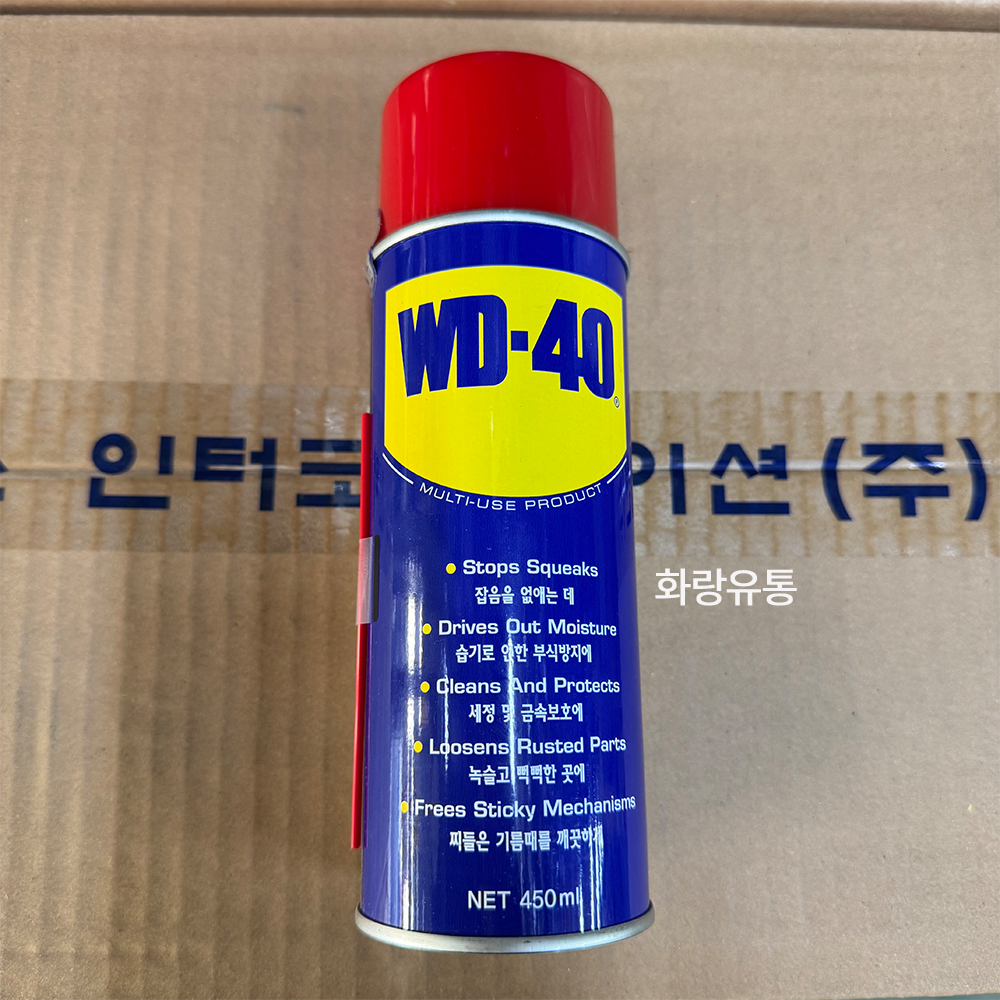 WD-40
®
MULTI-USE PRODUCT
인터코 이션(주)
• Stops Squeaks
잡음을 없애는 데
화랑유통
• Drives Out Moisture
습기로 인한 부식방지에
• Cleans And Protects
세정 및 금속보호에
• Loosens Rusted Parts
녹슬고 뻑뻑한 곳에
• Frees Sticky Mechanisms
찌들은 기름때를 깨끗하게
NET 450ml